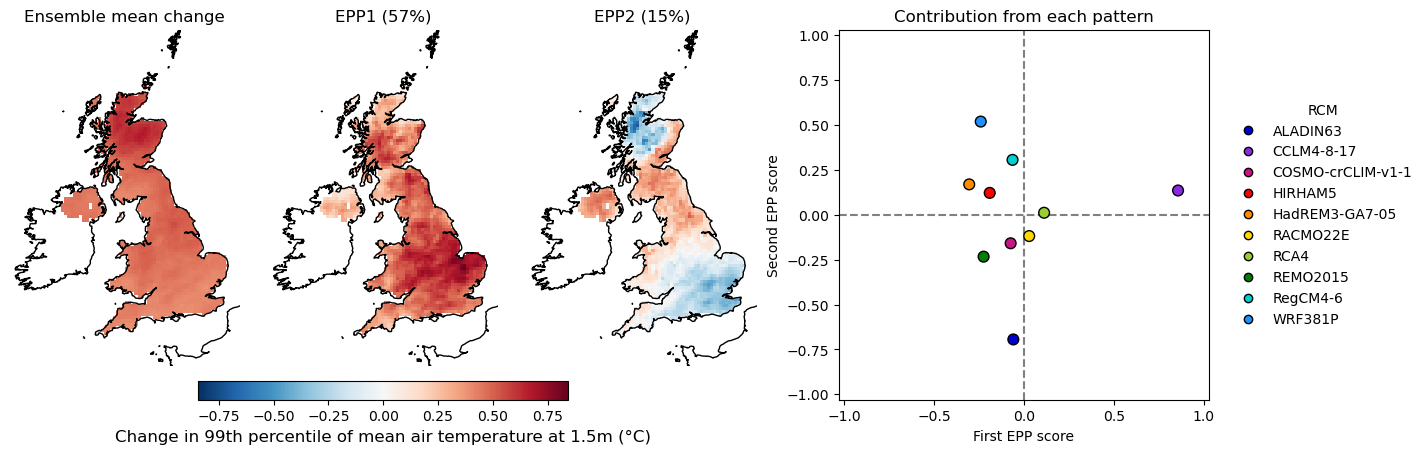 Ensemble mean change
EPP1 (57%)
EPP2 (15%)
Contribution from each pattern
1.00
0.75
0.50
0.25
0.00
−0.25
−0.50
−0.75
−1.00
Second EPP score
−1.0
−0.5
0.0
0.5
1.0
First EPP score
RCM
ALADIN63
CCLM4-8-17
COSMO-crCLIM-v1-1
HIRHAM5
HadREM3-GA7-05
RACMO22E
RCA4
REMO2015
RegCM4-6
WRF381P
−0.75
−0.50
−0.25
0.00
0.25
0.50
0.75
Change in 99th percentile of mean air temperature at 1.5m (°C)